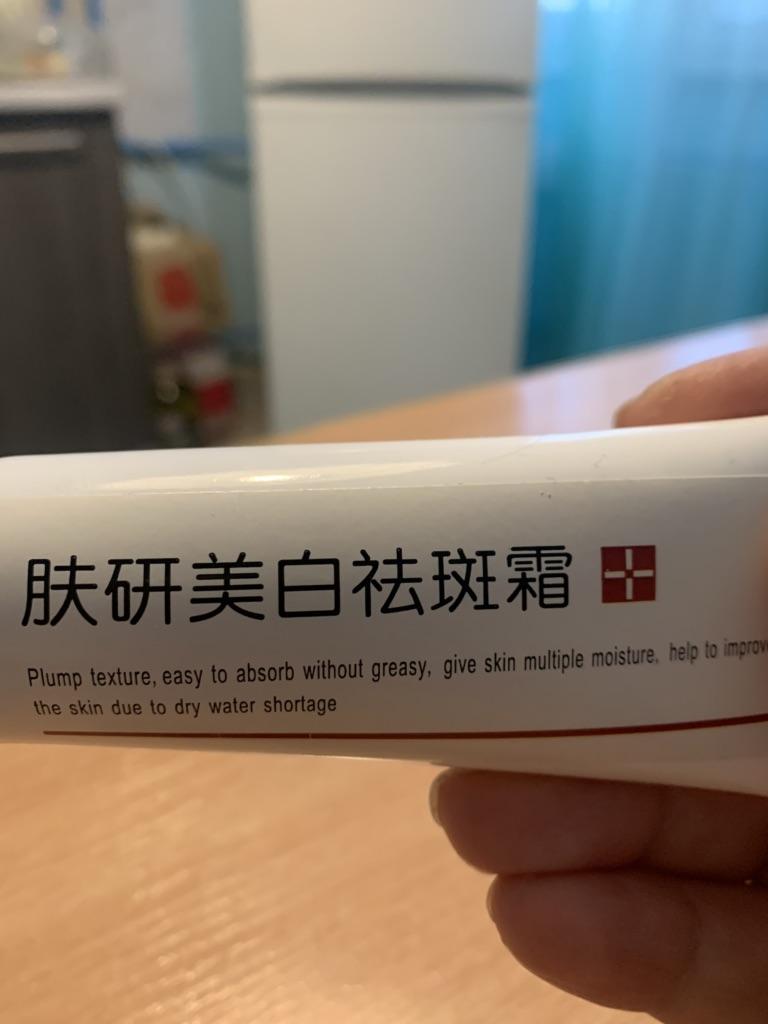 肤研美白祛斑霜
Plump texture, easy to absorb without greasy, give skin multiple moisture, help to improve
the skin due to dry water shortage